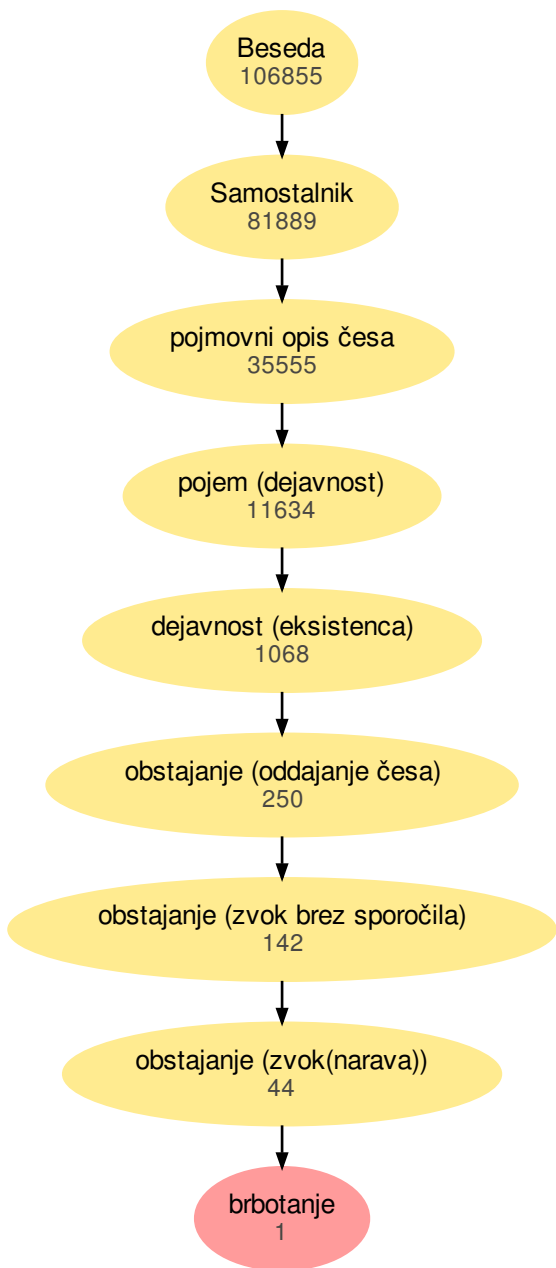 Beseda
106855
Samostalnik
81889
pojmovni opis česa
35555
pojem (dejavnost)
11634
dejavnost (eksistenca)
1068
obstajanje (oddajanje česa)
250
obstajanje (zvok brez sporočila)
142
obstajanje (zvok(narava))
44
brbotanje
1